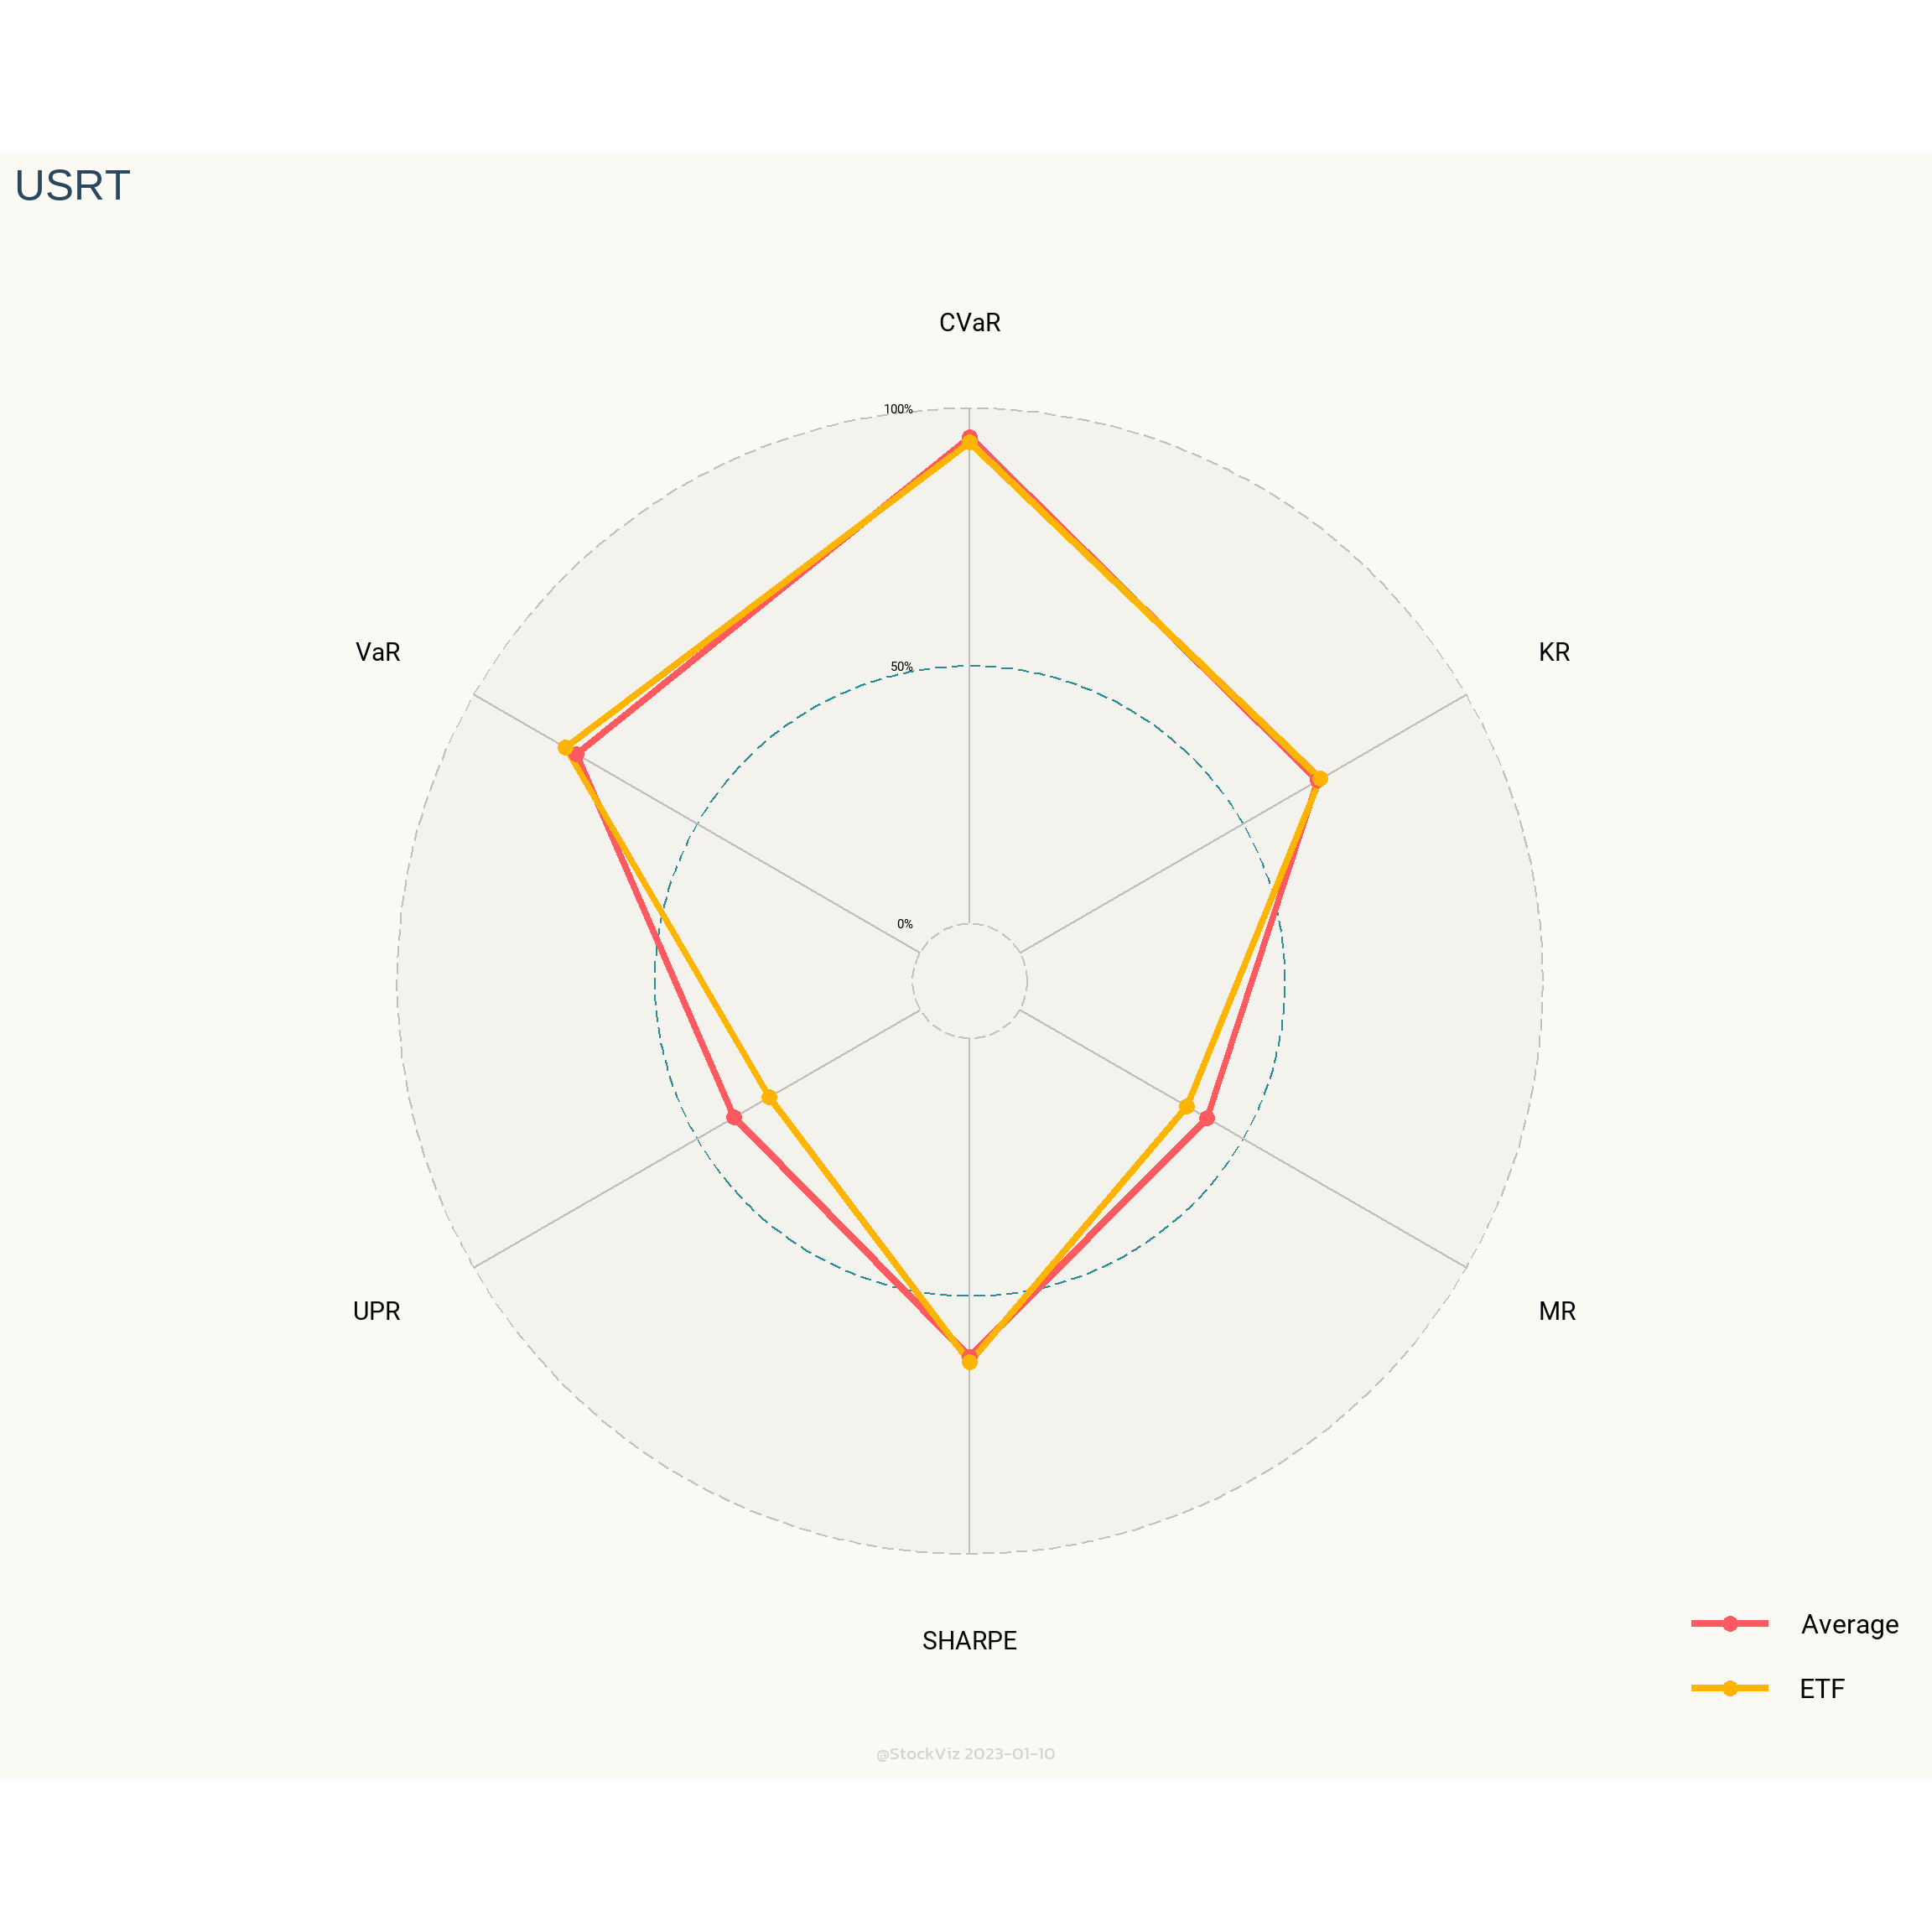 USRT
CVaR
100%
KR
VaR
50%
0%
UPR
MR
SHARPE
Average
ETF
@StockViz 2023-01-10